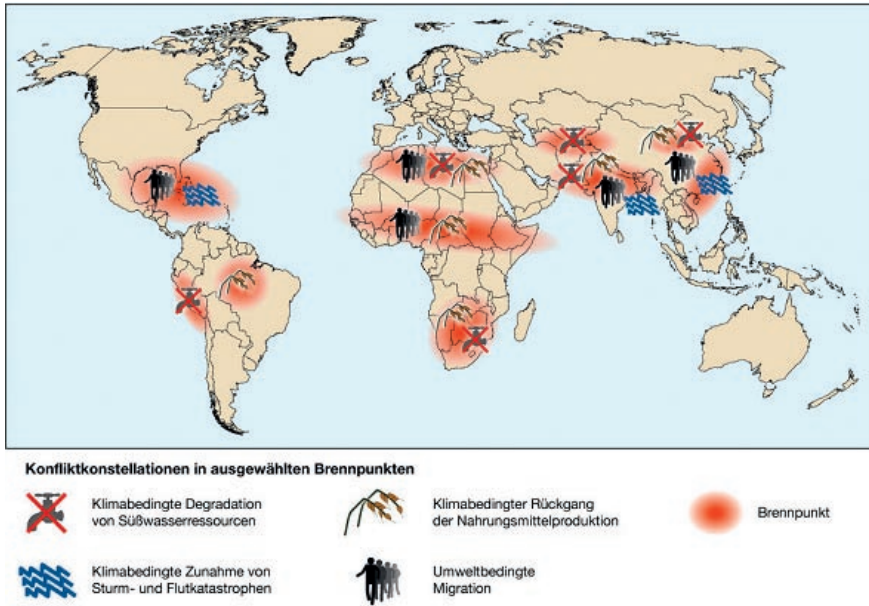 Konfliktkonstellationen in ausgewählten Brennpunkten
Klimabedingte Degradation
von Süßwasserressourcen
Klimabedingter Rückgang
der Nahrungsmittelproduktion
Brennpunkt
Klimabedingte Zunahme von
Sturm- und Flutkatastrophen
Umweltbedingte
Migration